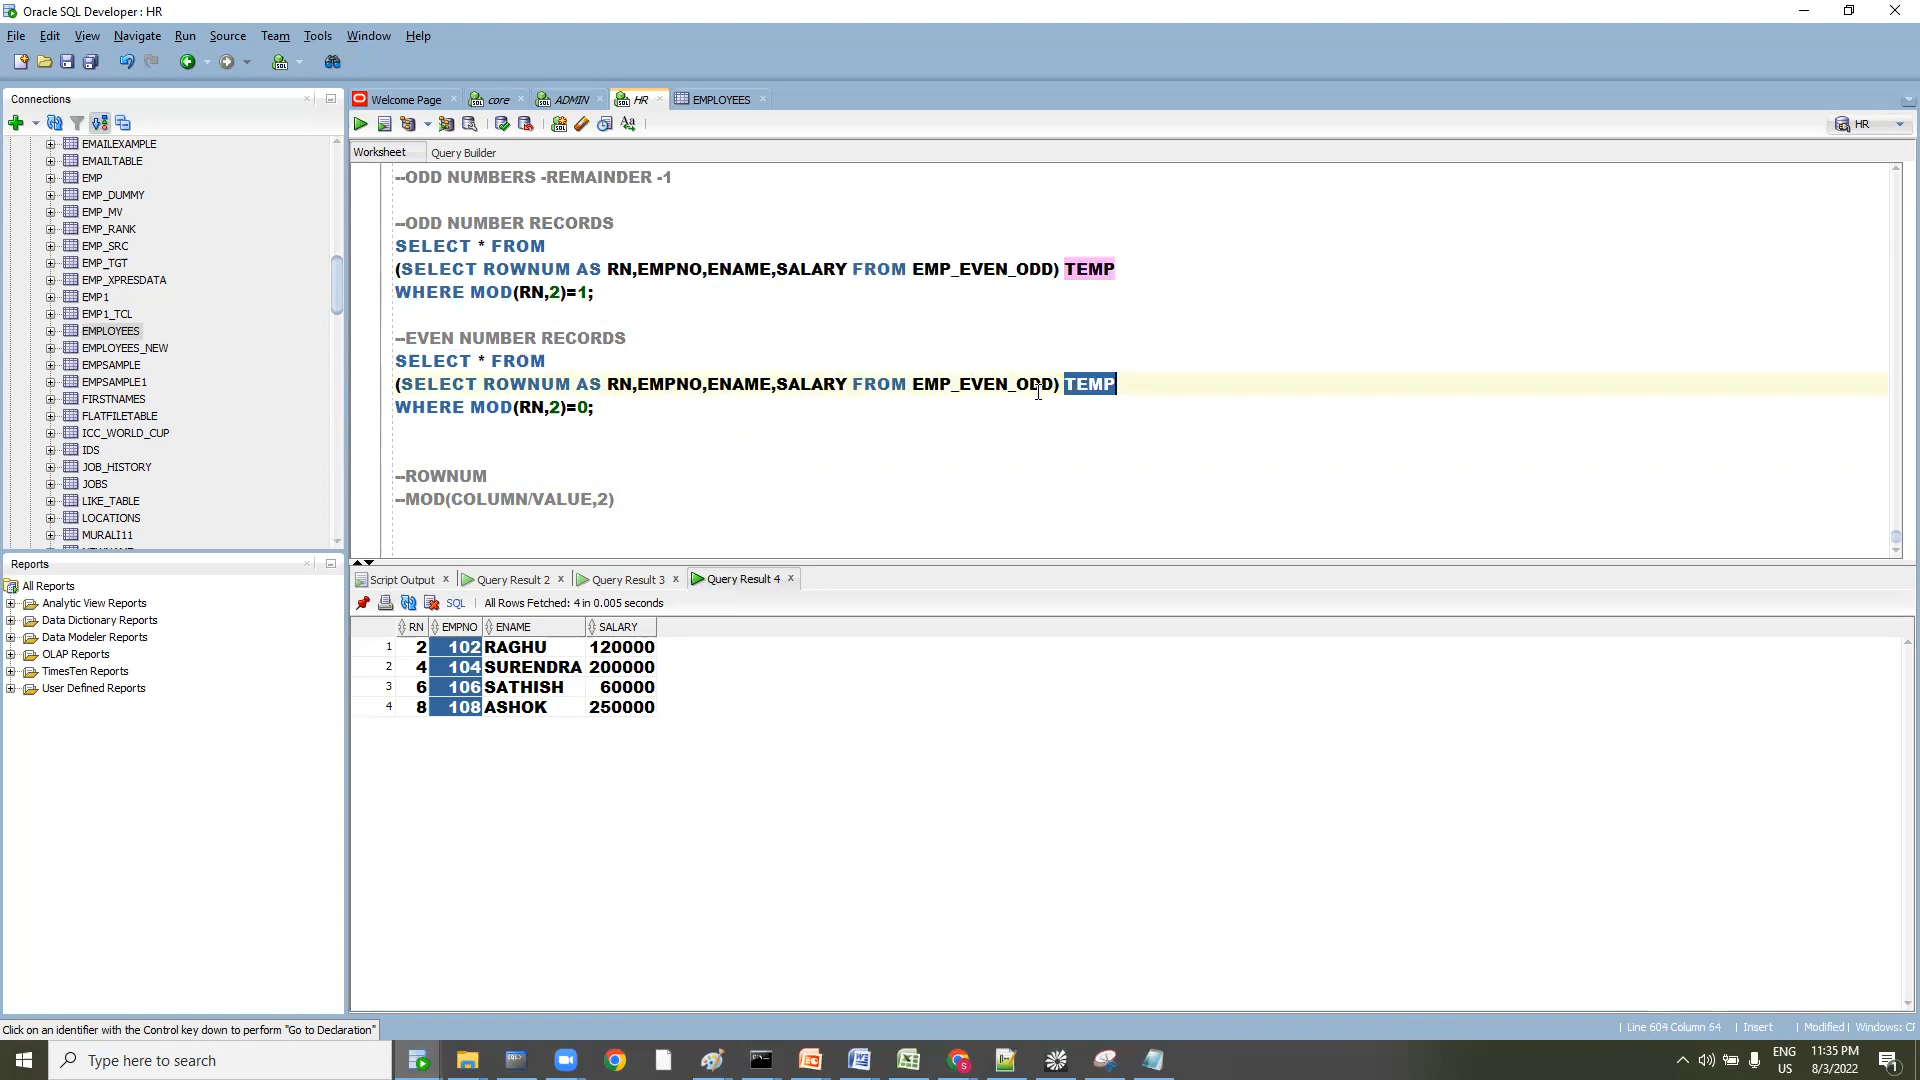 Oracle SQL Developer : HR
File Edit View Navigate Run Source Team Tools Window Help
Connections
EMAILEXAMPLE
EMAILTABLE
EMP
EMP_DUMMY
EMP_MV
EMP_RANK
EMP_SRC
EMP_TGT
EMP_XPRESDATA
EMP1
EMP1_TCL
EMPLOYEES
EMPLOYEES_NEW
EMPSAMPLE
EMPSAMPLE1
FIRSTNAMES
FLATFILETABLE
ICC_WORLD_CUP
IDS
JOB_HISTORY
JOBS
LIKE_TABLE
LOCATIONS
MURALI11
Reports
All Reports
Analytic View Reports
Data Dictionary Reports
Data Modeler Reports
OLAP Reports
TimesTen Reports
User Defined Reports
Welcome Page core ADMIN HR EMPLOYEES
HR
Worksheet Query Builder
--ODD NUMBERS -REMAINDER -1
--ODD NUMBER RECORDS
SELECT * FROM
(SELECT ROWNUM AS RN,EMPNO,ENAME,SALARY FROM EMP_EVEN_ODD) TEMP
WHERE MOD(RN,2)=1;
--EVEN NUMBER RECORDS
SELECT * FROM
(SELECT ROWNUM AS RN,EMPNO,ENAME,SALARY FROM EMP_EVEN_ODD) TEMP
WHERE MOD(RN,2)=0;
--ROWNUM
--MOD(COLUMN/VALUE,2)
Script Output Query Result 2 Query Result 3 Query Result 4
SQL All Rows Fetched: 4 in 0.005 seconds
RN EMPNO ENAME SALARY
1 2 102 RAGHU 120000
2 4 104 SURENDRA 200000
3 6 106 SATHISH 60000
4 8 108 ASHOK 250000
Click on an identifier with the Control key down to perform "Go to Declaration"
Line 604 Column 64 Insert Modified Windows: CF
Type here to search
ENG
US
11:35 PM
8/3/2022
1